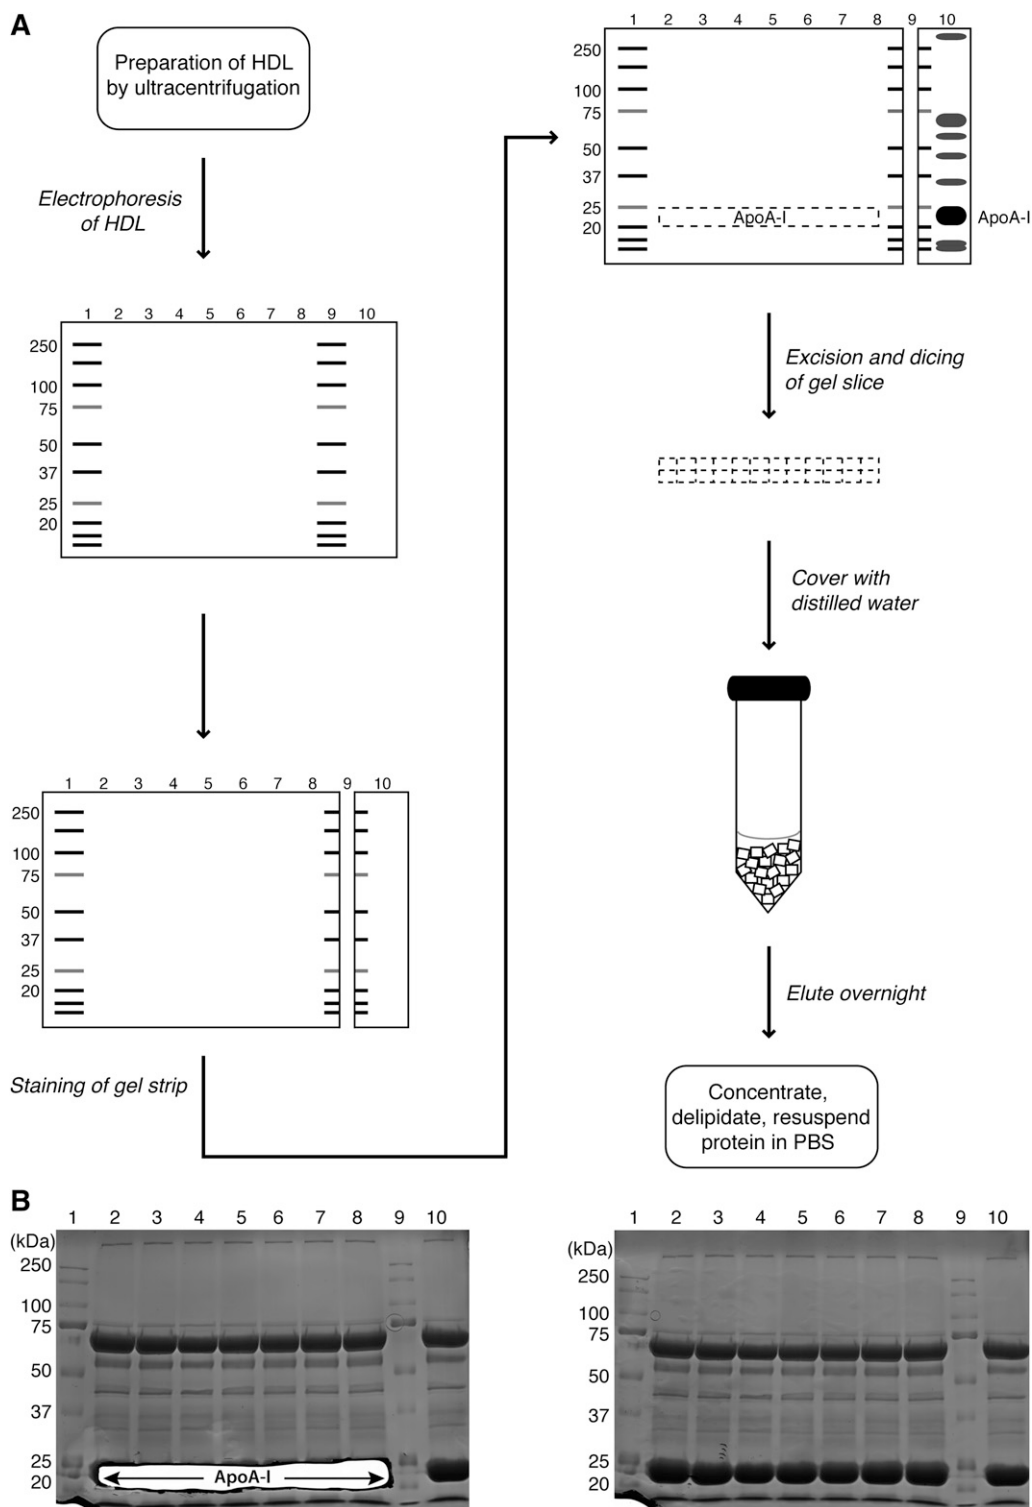 A
Preparation of HDL
by ultracentrifugation
Electrophoresis
of HDL
1 2 3 4 5 6 7 8 9 10
250
100
75
50
37
25
20
1 2 3 4 5 6 7 8 9 10
250
100
75
50
37
25
20
Staining of gel strip
1 2 3 4 5 6 7 8 9 10
250
100
75
50
37
25
20
ApoA-I
ApoA-I
Excision and dicing
of gel slice
Cover with
distilled water
Elute overnight
Concentrate,
delipidate, resuspend
protein in PBS
B
1 2 3 4 5 6 7 8 9 10
(kDa)
250
100
75
50
37
25
20
ApoA-I
1 2 3 4 5 6 7 8 9 10
(kDa)
250
100
75
50
37
25
20